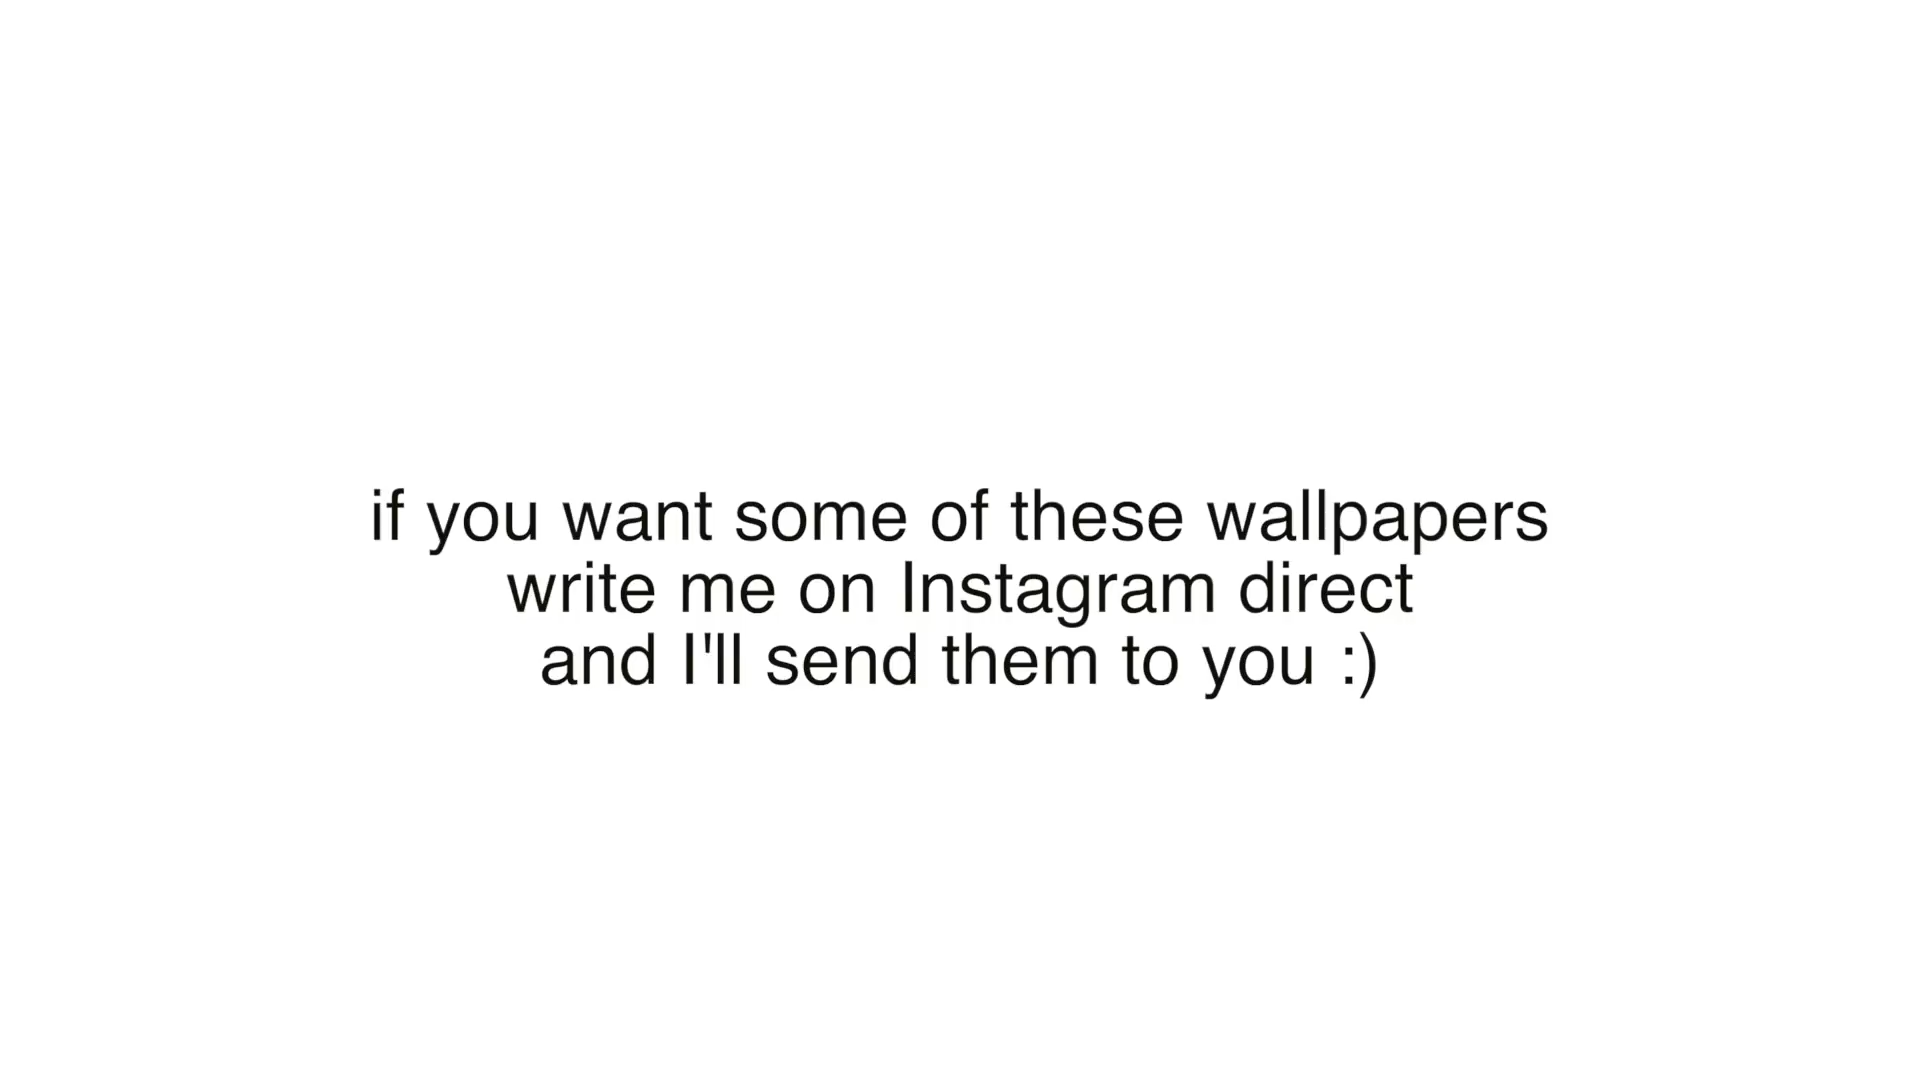 if you want some of these wallpapers
write me on Instagram direct
and I'll send them to you :)